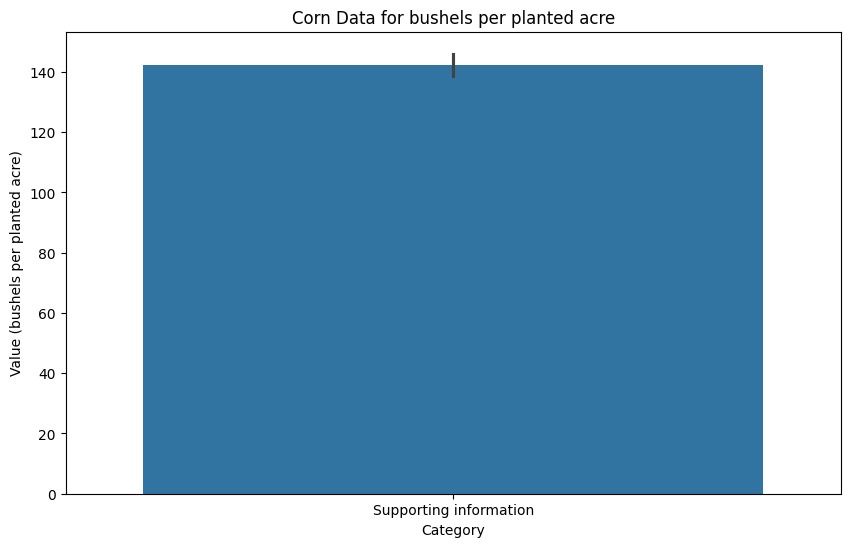 Corn Data for bushels per planted acre
Value (bushels per planted acre)
140
120
100
80
60
40
20
0
Supporting information
Category